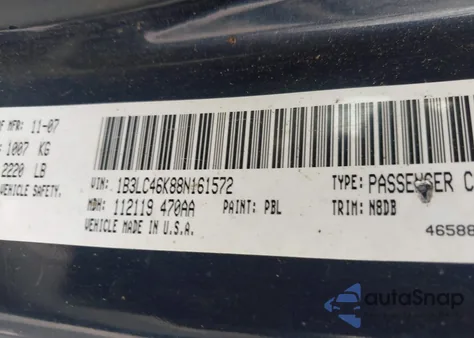 OF MFR: 11-07
1007 KG
2220 LB
VEHICLE SAFETY.
VIN: 1B3LC46K88N161572
TYPE: PASSENGER C
MDH: 112119 470AA
PAINT: PBL
TRIM: N8DB
VEHICLE MADE IN U.S.A.
46588
autoSnap